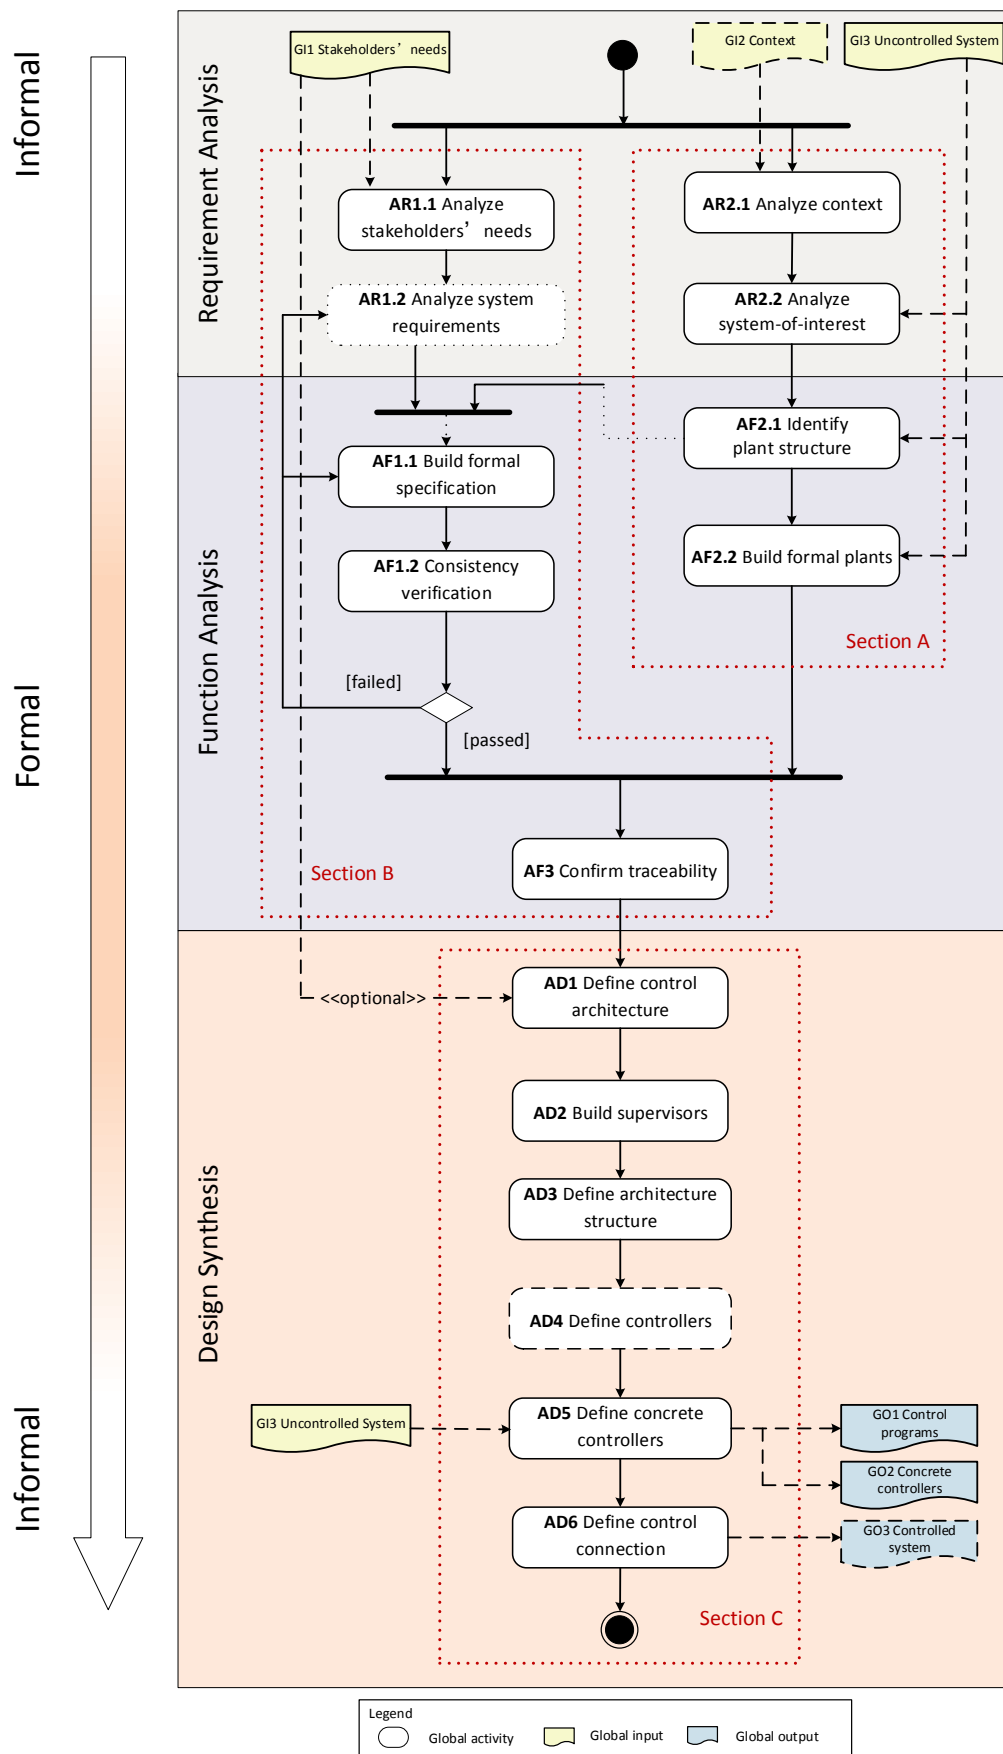 GI1 Stakeholders’ needs
GI2 Context
GI3 Uncontrolled System
Informal
Requirement Analysis
AR1.1 Analyze
stakeholders’ needs
AR2.1 Analyze context
AR1.2 Analyze system
requirements
AR2.2 Analyze
system-of-interest
Formal
Function Analysis
AF2.1 Identify
plant structure
AF1.1 Build formal
specification
AF2.2 Build formal plants
AF1.2 Consistency
verification
Section A
[failed]
[passed]
Section B
AF3 Confirm traceability
Informal
Design Synthesis
AD1 Define control
architecture
<<optional>>
AD2 Build supervisors
AD3 Define architecture
structure
AD4 Define controllers
GI3 Uncontrolled System
AD5 Define concrete
controllers
GO1 Control
programs
GO2 Concrete
controllers
AD6 Define control
connection
GO3 Controlled
system
Section C
Legend
Global activity
Global input
Global output